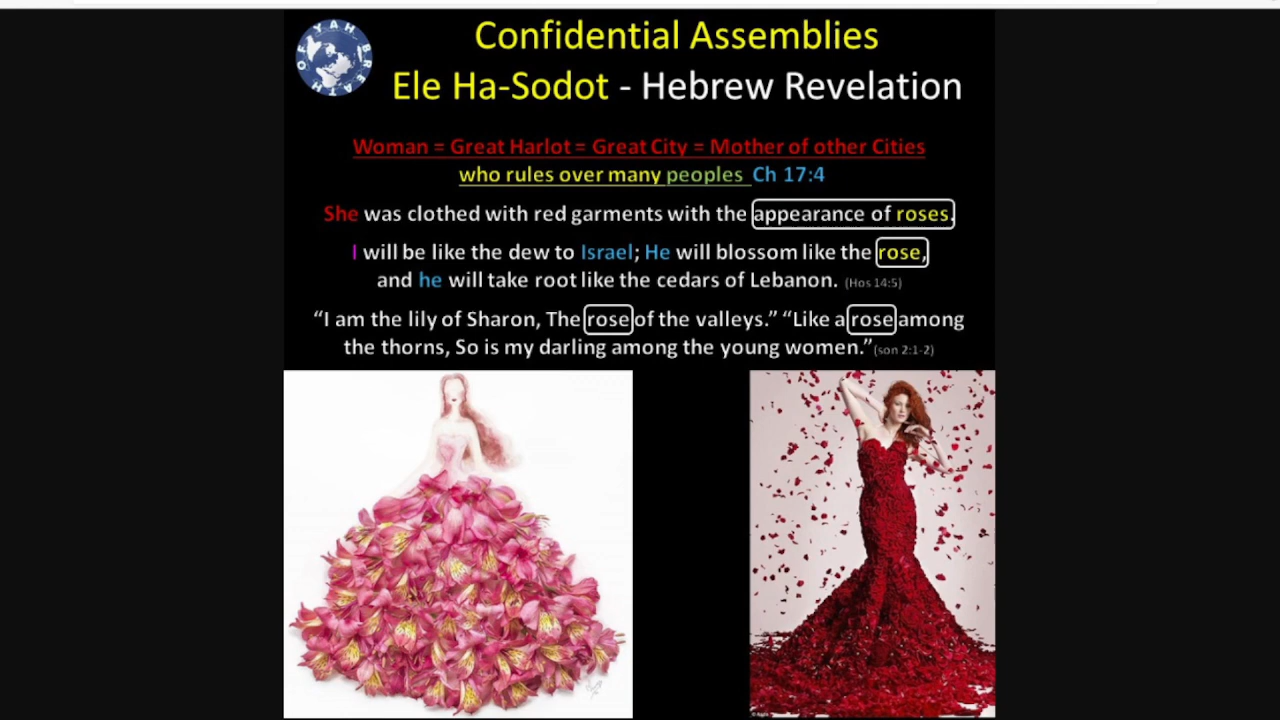 OF YAH BREATH
Confidential Assemblies
Ele Ha-Sodot - Hebrew Revelation
Woman = Great Harlot = Great City = Mother of other Cities
who rules over many peoples Ch 17:4
She was clothed with red garments with the appearance of roses.
I will be like the dew to Israel; He will blossom like the rose,
and he will take root like the cedars of Lebanon. (Hos 14:5)
“I am the lily of Sharon, The rose of the valleys.” “Like a rose among
the thorns, So is my darling among the young women.” (son 2:1-2)